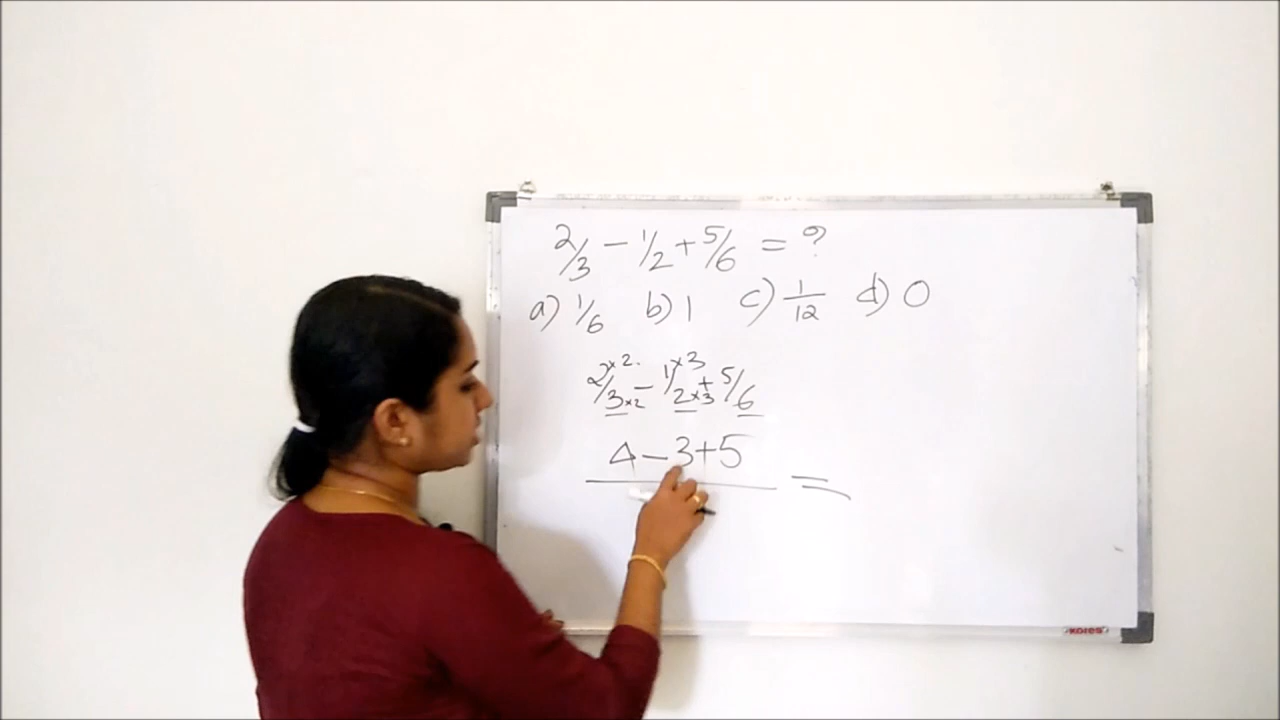 2/3 - 1/2 + 5/6 = ?
a) 1/6 b) 1 c) 1/12 d) 0
2×2/3×2 - 1×3/2×3 + 5/6
4 - 3 + 5 =
KORES